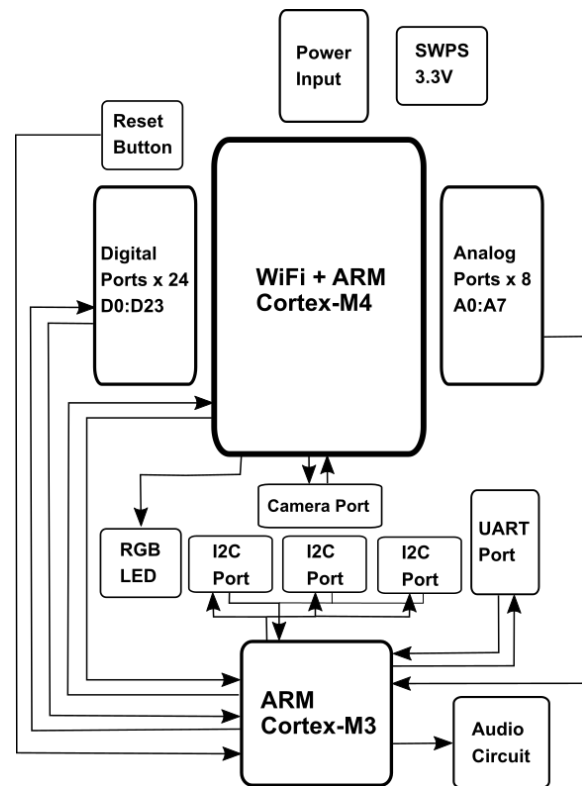 Power
Input
SWPS
3.3V
Reset
Button
Digital
Ports x 24
D0:D23
WiFi + ARM
Cortex-M4
Analog
Ports x 8
A0:A7
Camera Port
RGB
LED
I2C
Port
I2C
Port
I2C
Port
UART
Port
ARM
Cortex-M3
Audio
Circuit